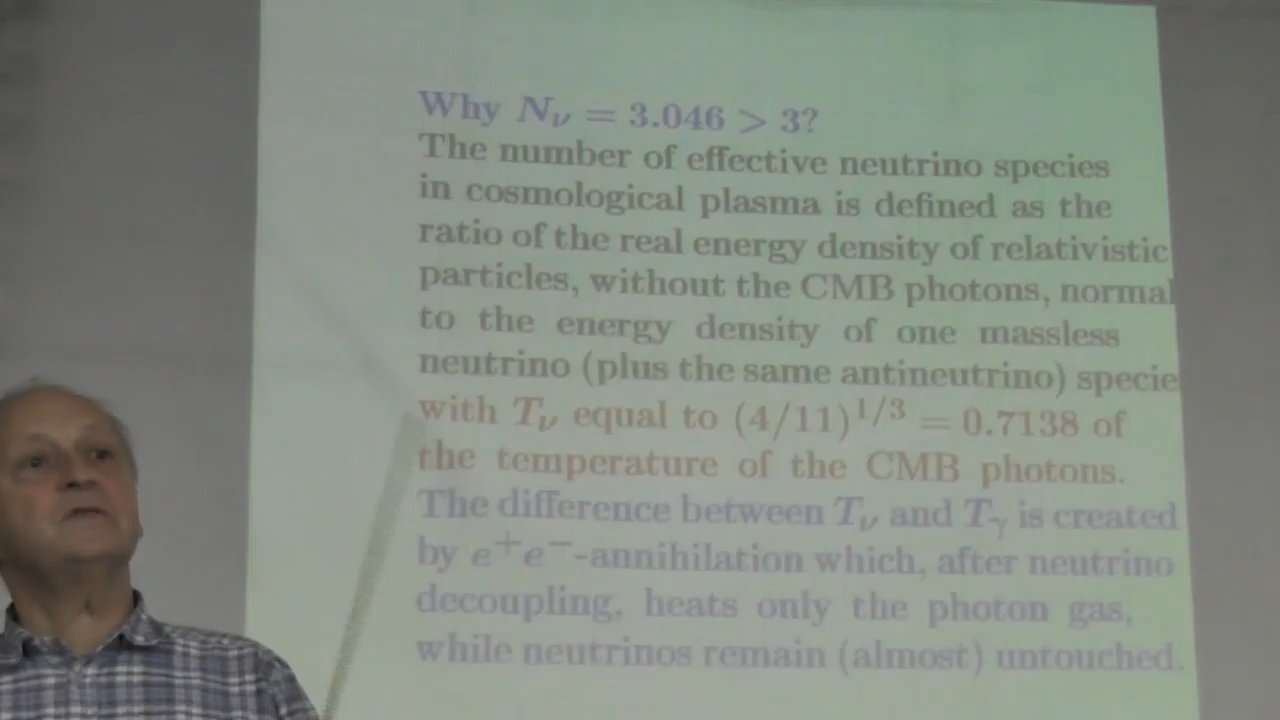 Why N_ν = 3.046 > 3?
The number of effective neutrino species
in cosmological plasma is defined as the
ratio of the real energy density of relativistic
particles, without the CMB photons, normal
to the energy density of one massless
neutrino (plus the same antineutrino) specie
with T_ν equal to (4/11)^{1/3} = 0.7138 of
the temperature of the CMB photons.
The difference between T_ν and T_γ is created
by e⁺e⁻-annihilation which, after neutrino
decoupling, heats only the photon gas,
while neutrinos remain (almost) untouched.